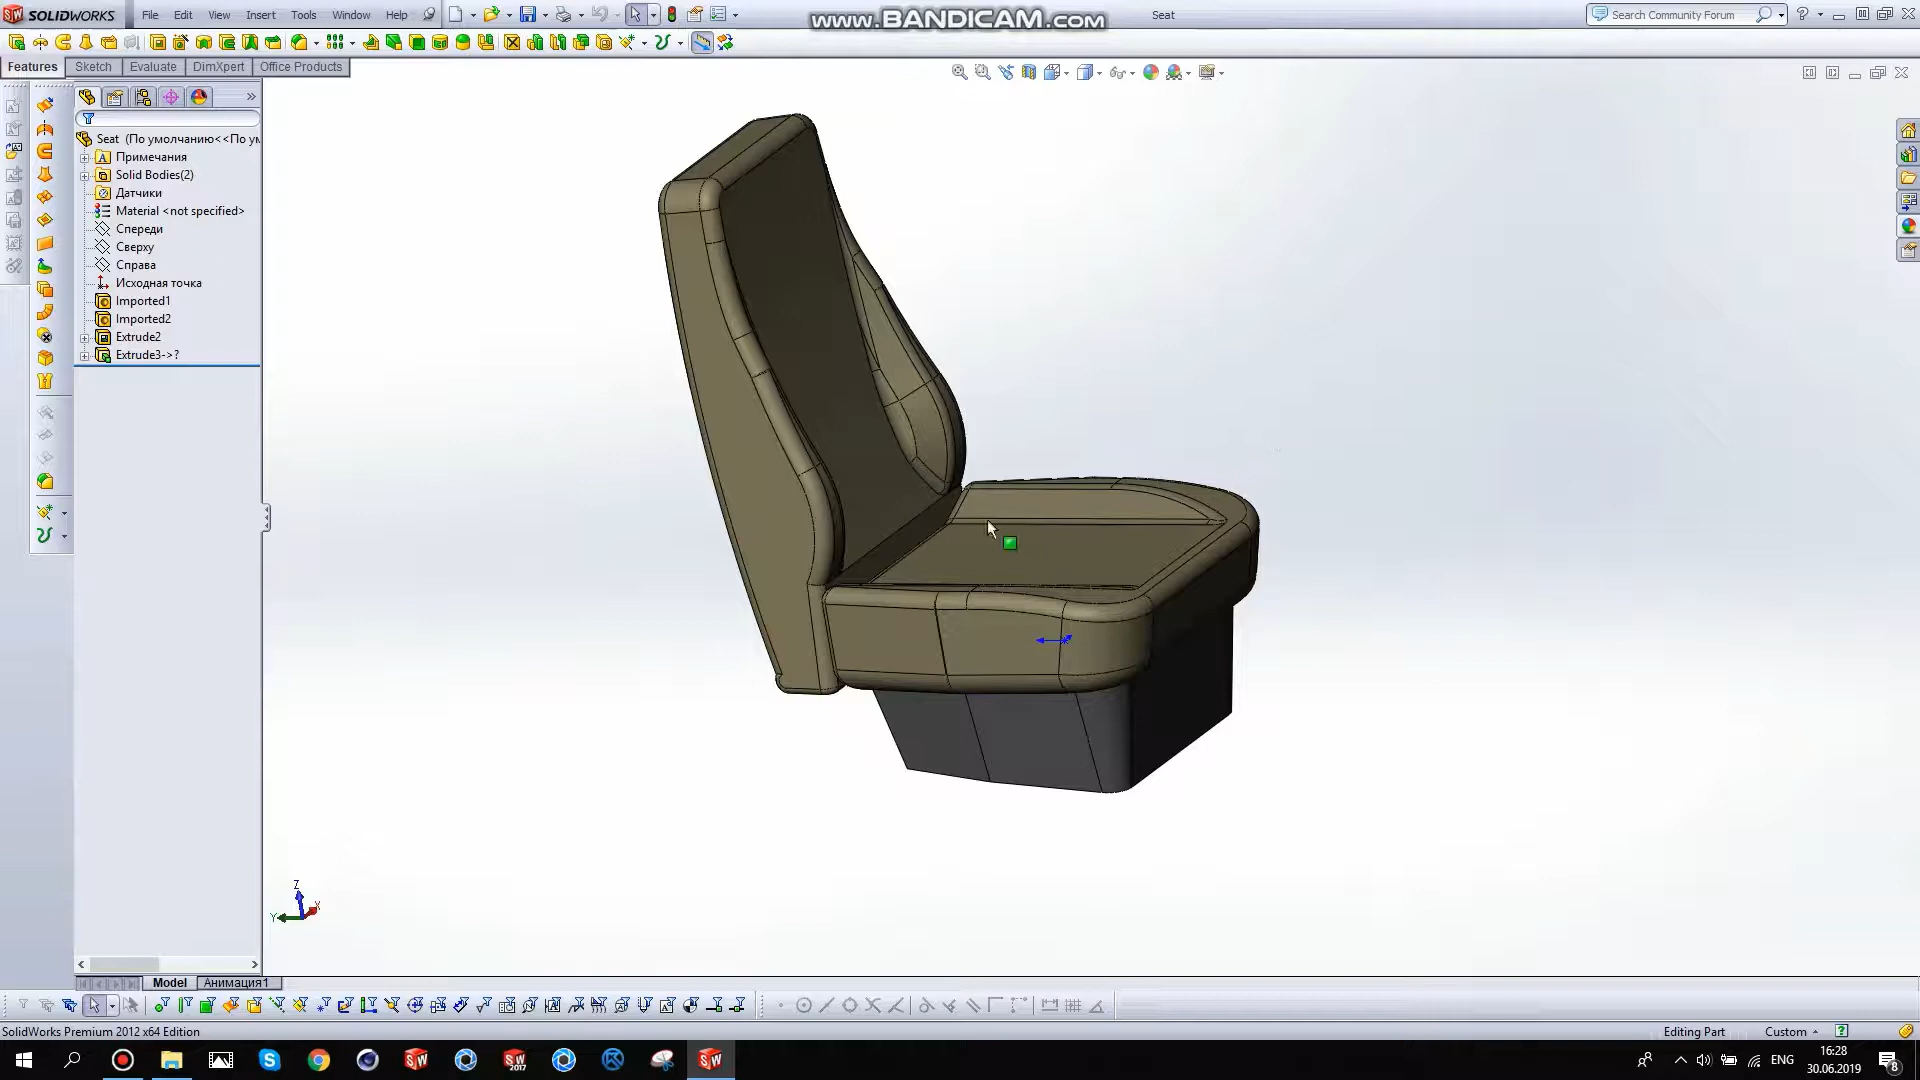 SOLIDWORKS File Edit View Insert Tools Window Help www.BANDICAM.com Seat Search Community Forum
Features Sketch Evaluate DimXpert Office Products
Seat (По умолчанию<<По ум
Примечания
Solid Bodies(2)
Датчики
Material <not specified>
Спереди
Сверху
Справа
Исходная точка
Imported1
Imported2
Extrude2
Extrude3->?
Z
Y X
Model Анимация1
SolidWorks Premium 2012 x64 Edition Editing Part Custom
2017
ENG 16:28
30.06.2019 8